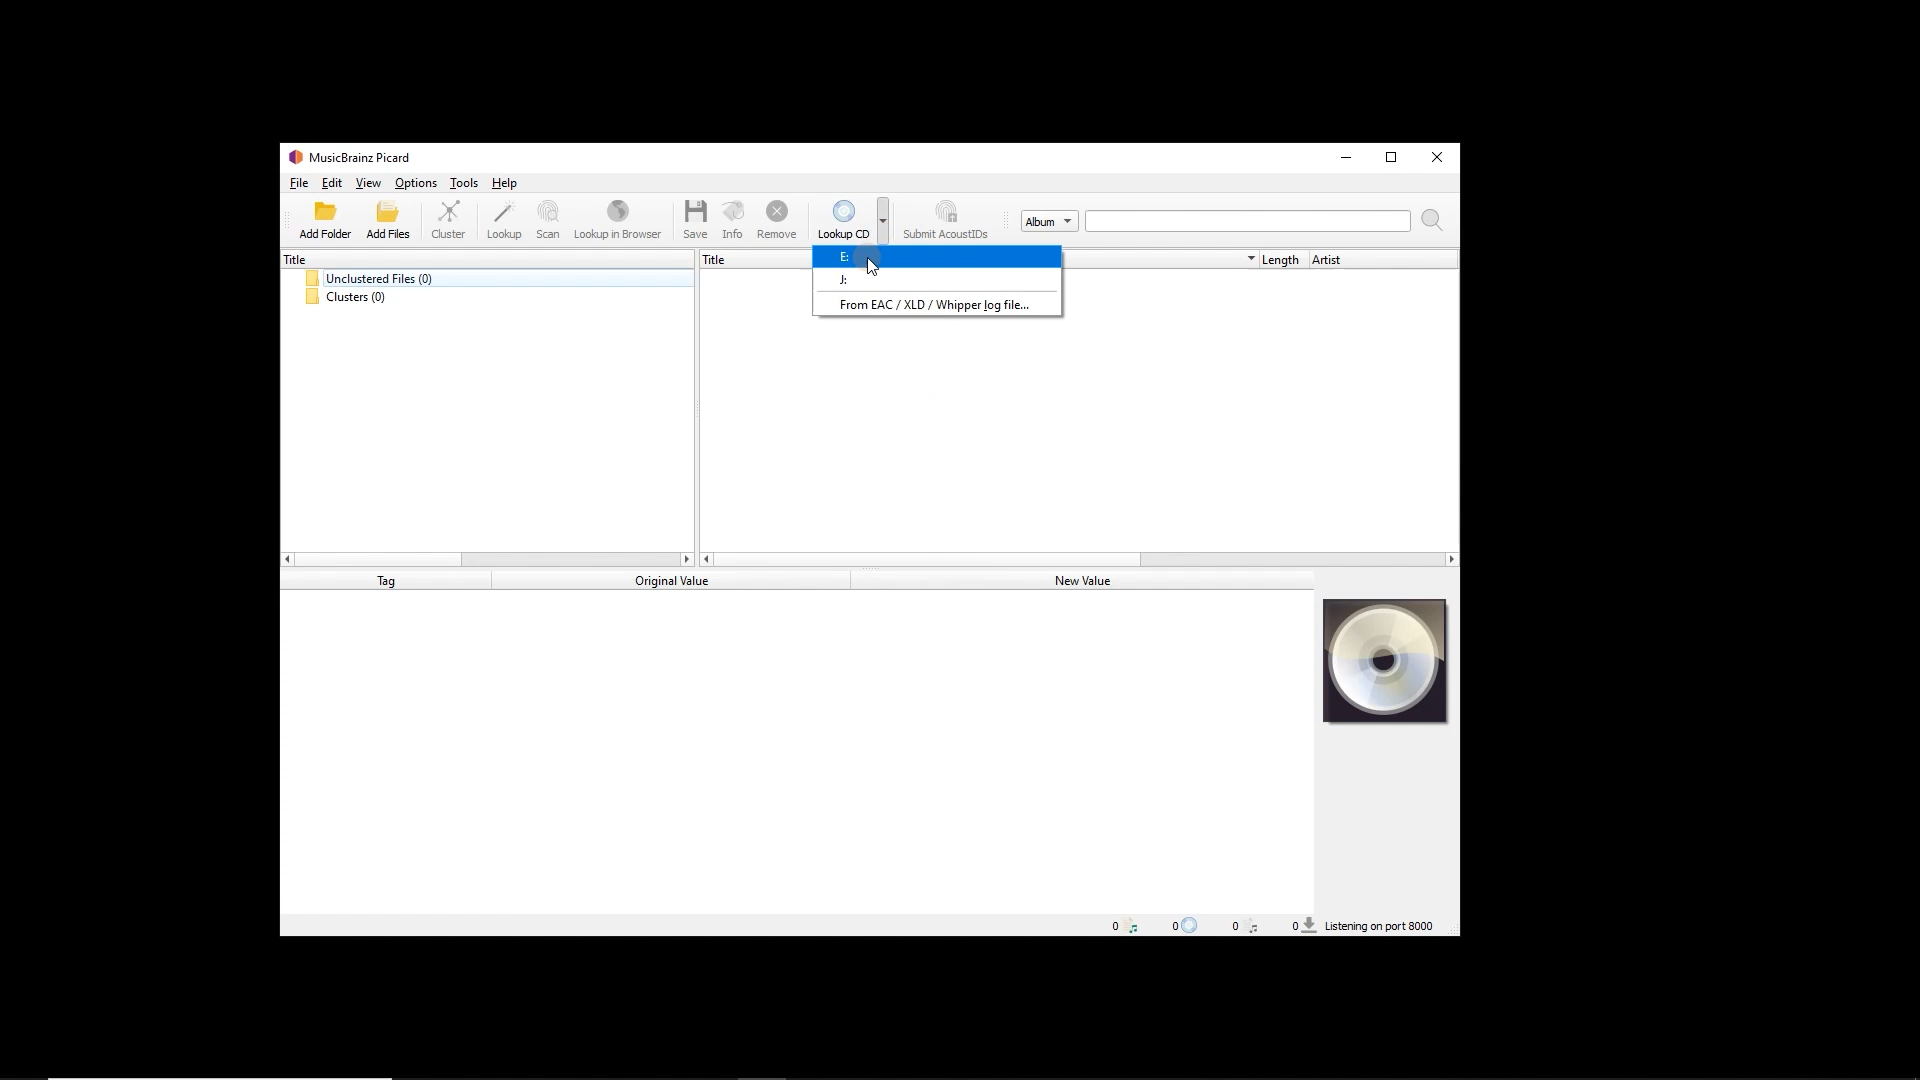 MusicBrainz Picard
File Edit View Options Tools Help
Add Folder Add Files Cluster Lookup Scan Lookup in Browser Save Info Remove Lookup CD Submit AcoustIDs Album
Title
Unclustered Files (0)
Clusters (0)
Title Length Artist
E:
J:
From EAC / XLD / Whipper log file...
Tag Original Value New Value
0 0 0 0 Listening on port 8000